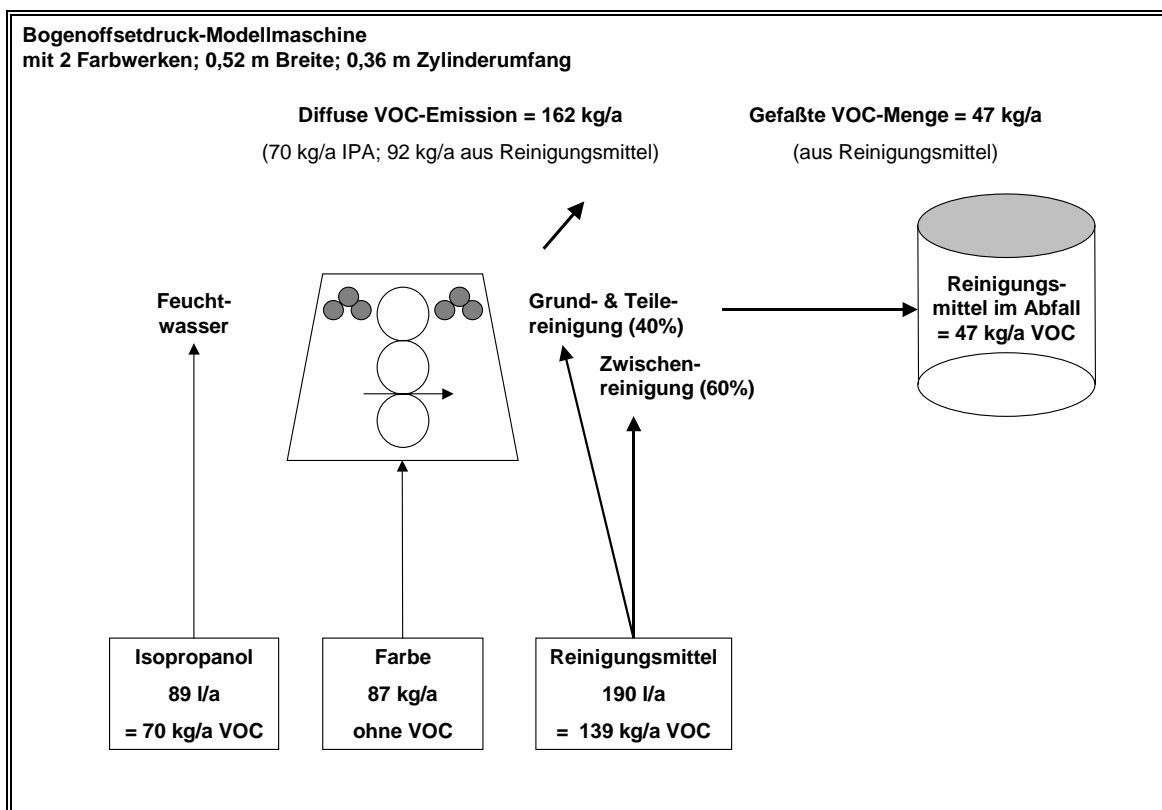 Bogenoffsetdruck-Modellmaschine
mit 2 Farbwerken; 0,52 m Breite; 0,36 m Zylinderumfang
Diffuse VOC-Emission = 162 kg/a
(70 kg/a IPA; 92 kg/a aus Reinigungsmittel)
Gefaßte VOC-Menge = 47 kg/a
(aus Reinigungsmittel)
Feucht-
wasser
Grund- & Teile-
reinigung (40%)
Zwischen-
reinigung (60%)
Reinigungs-
mittel im Abfall
= 47 kg/a VOC
Isopropanol
89 l/a
= 70 kg/a VOC
Farbe
87 kg/a
ohne VOC
Reinigungsmittel
190 l/a
= 139 kg/a VOC